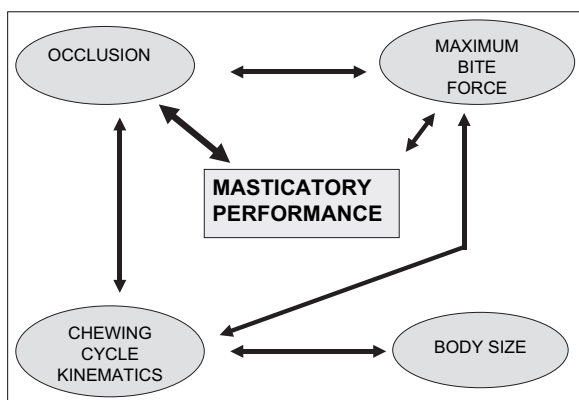 OCCLUSION
MAXIMUM
BITE
FORCE
MASTICATORY
PERFORMANCE
CHEWING
CYCLE
KINEMATICS
BODY SIZE